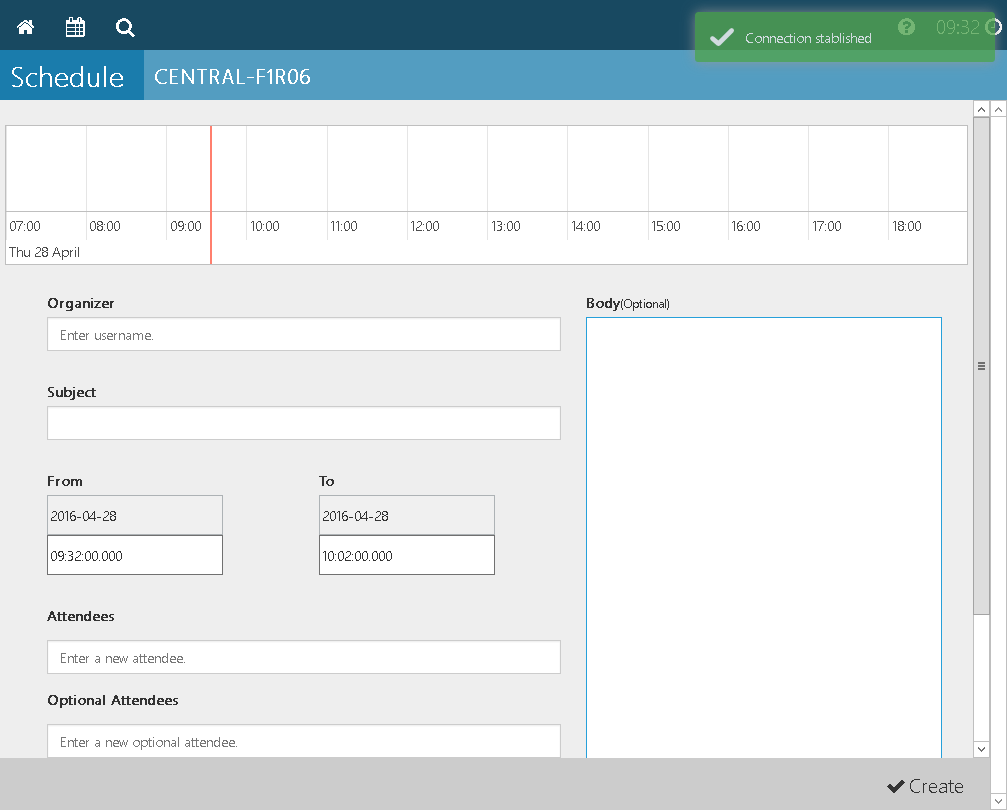 09:32
Connection stablished
Schedule CENTRAL-F1R06
07:00 08:00 09:00 10:00 11:00 12:00 13:00 14:00 15:00 16:00 17:00 18:00
Thu 28 April
Organizer
Enter username.
Body(Optional)
Subject
From To
2016-04-28 2016-04-28
09:32:00.000 10:02:00.000
Attendees
Enter a new attendee.
Optional Attendees
Enter a new optional attendee.
Create